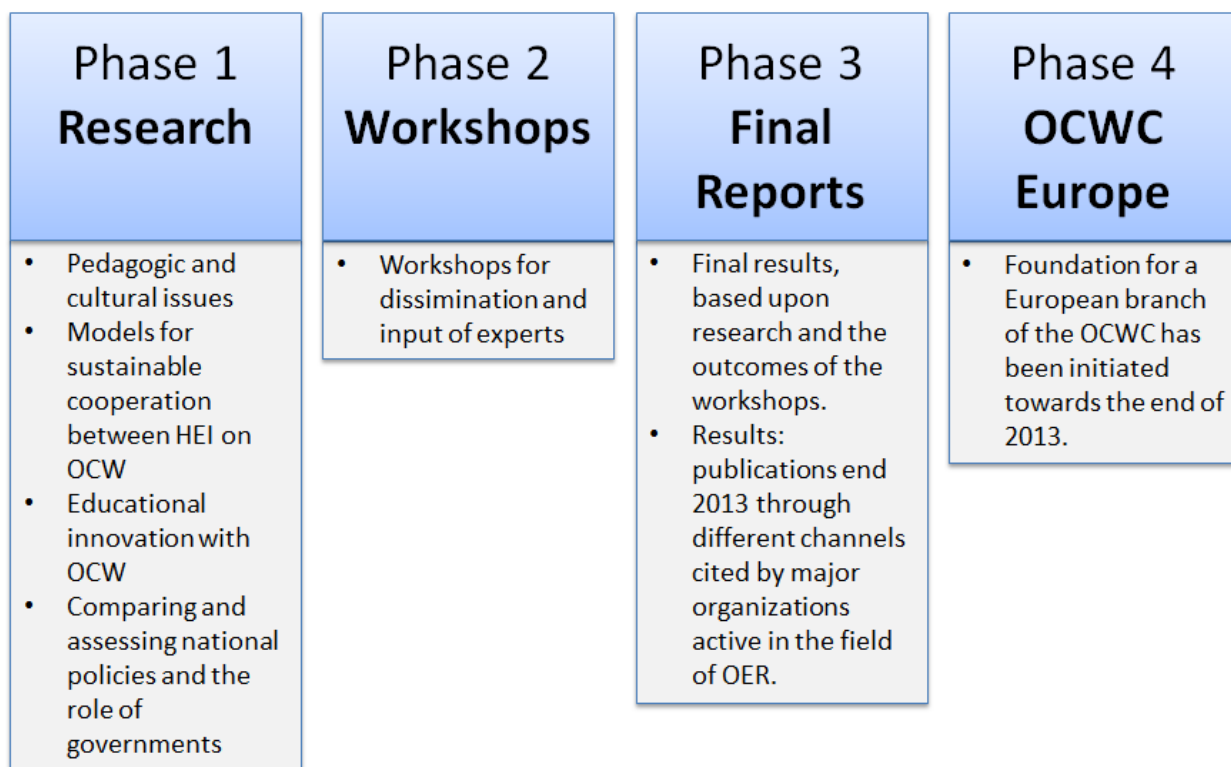 Phase 1
Research
• Pedagogic and
cultural issues
• Models for
sustainable
cooperation
between HEI on
OCW
• Educational
innovation with
OCW
• Comparing and
assessing national
policies and the
role of
governments
Phase 2
Workshops
• Workshops for
dissimination and
input of experts
Phase 3
Final
Reports
• Final results,
based upon
research and the
outcomes of the
workshops.
• Results:
publications end
2013 through
different channels
cited by major
organizations
active in the field
of OER.
Phase 4
OCWC
Europe
• Foundation for a
European branch
of the OCWC has
been initiated
towards the end of
2013.